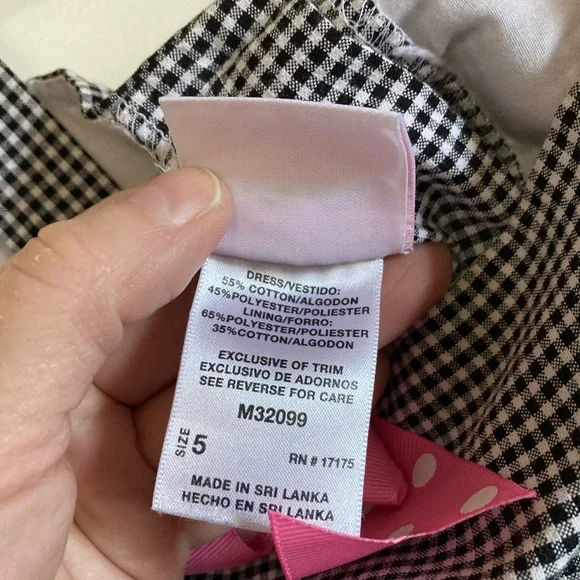 DRESS/VESTIDO:
55% COTTON/ALGODON
45%POLYESTER/POLIESTER
LINING/FORRO:
65%POLYESTER/POLIESTER
35%COTTON/ALGODON
EXCLUSIVE OF TRIM
EXCLUSIVO DE ADORNOS
SEE REVERSE FOR CARE
M32099
SIZE 5
RN # 17175
MADE IN SRI LANKA
HECHO EN SRI LANKA